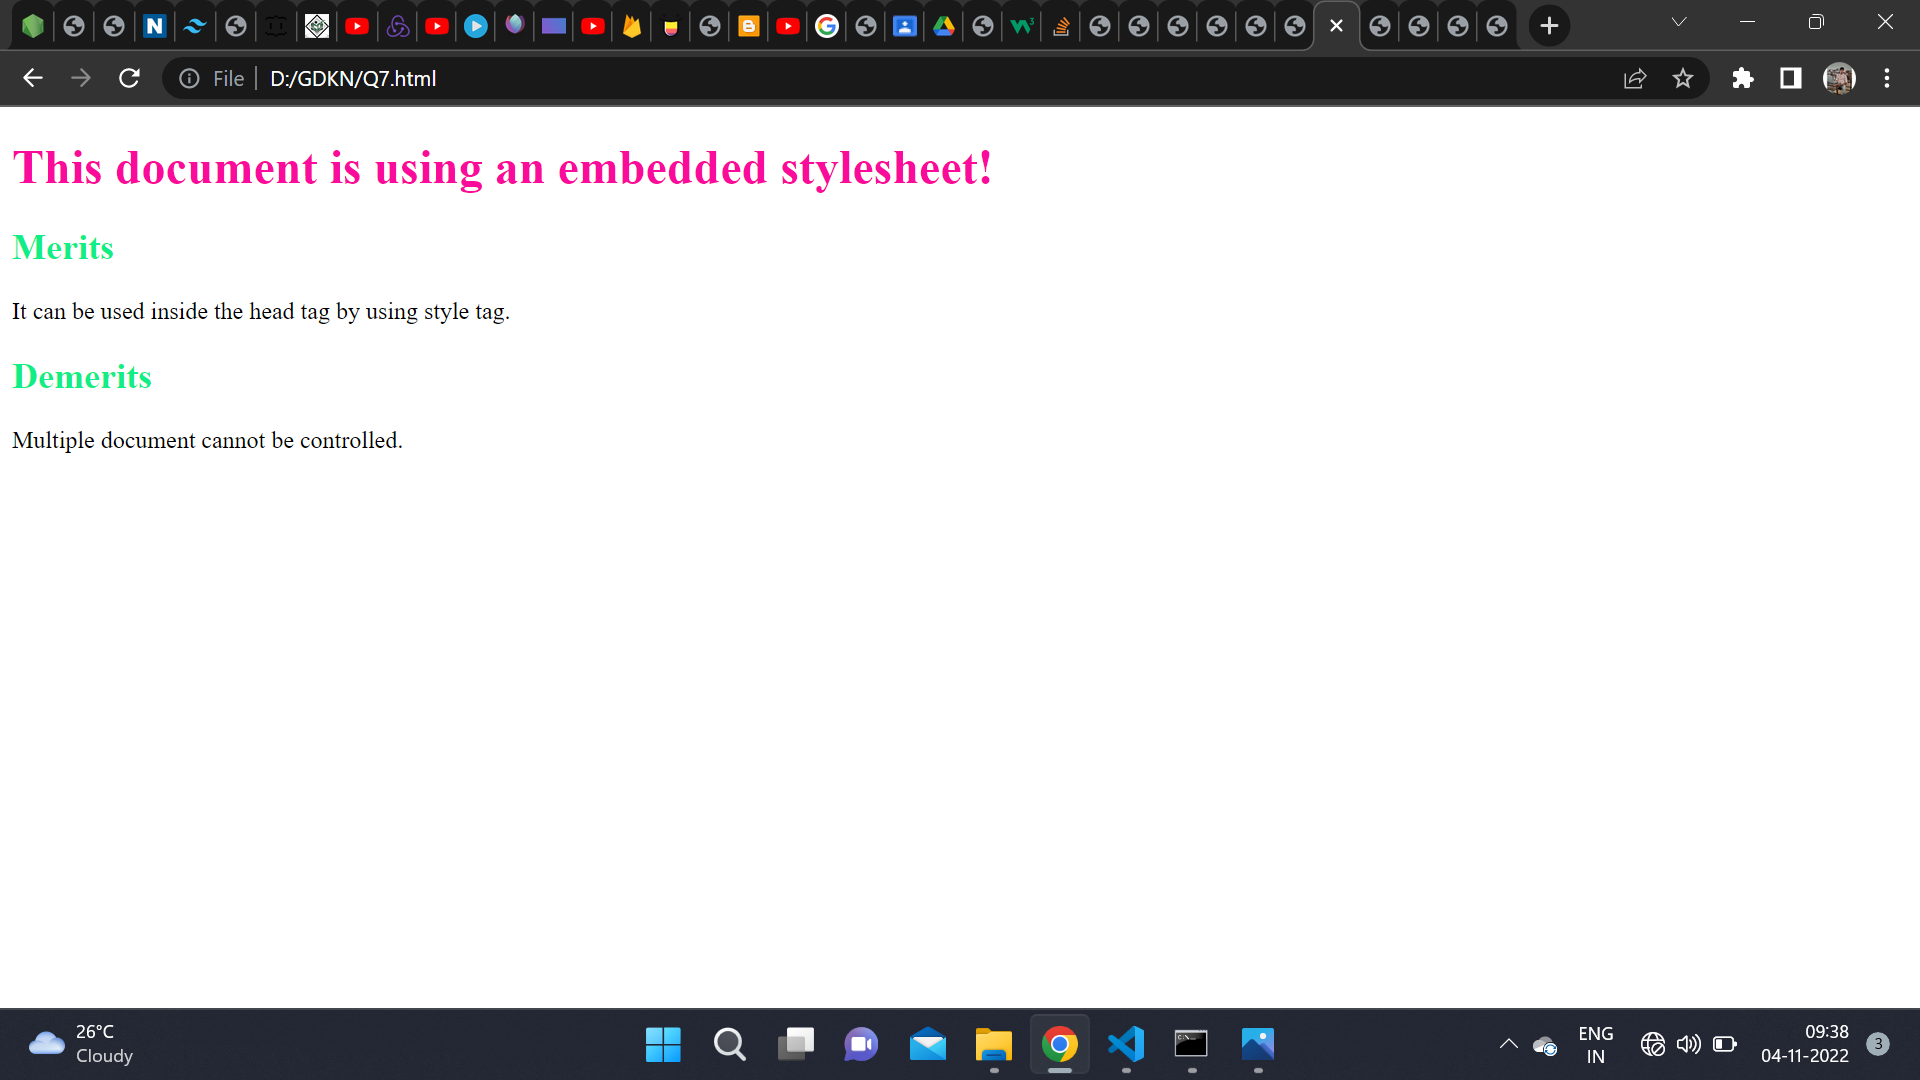 File
D:/GDKN/Q7.html
This document is using an embedded stylesheet!
Merits
It can be used inside the head tag by using style tag.
Demerits
Multiple document cannot be controlled.
26°C
Cloudy
ENG
IN
09:38
04-11-2022
3